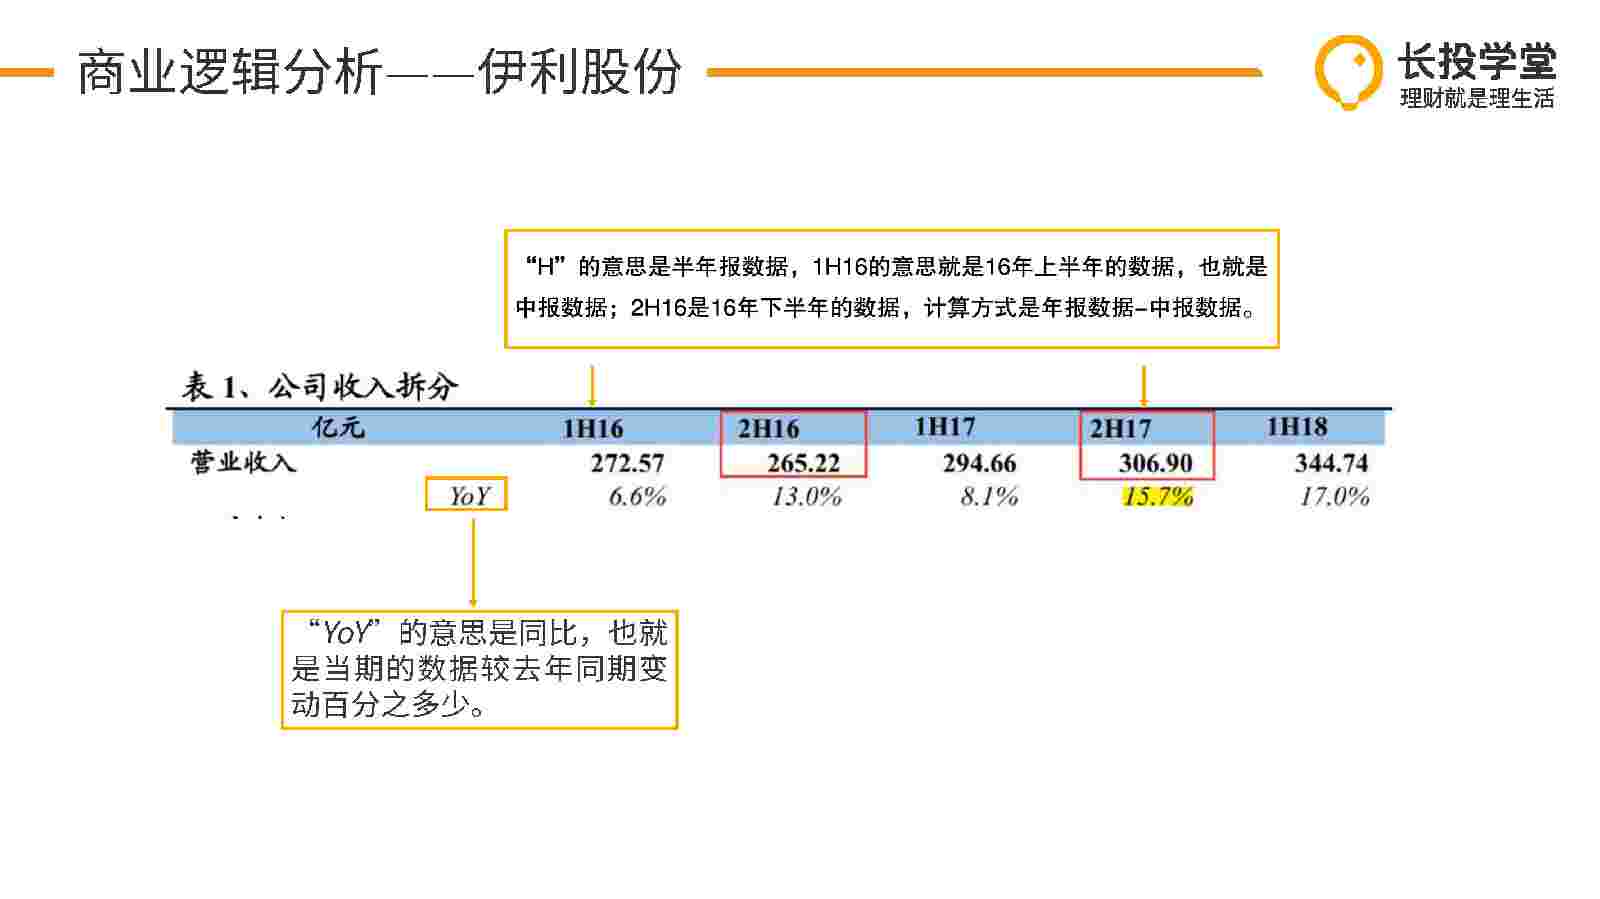 商业逻辑分析——伊利股份
长投学堂
理财就是理生活
“H”的意思是半年报数据，1H16的意思就是16年上半年的数据，也就是
中报数据；2H16是16年下半年的数据，计算方式是年报数据-中报数据。
表 1、公司收入拆分
亿元 1H16 2H16 1H17 2H17 1H18
营业收入 272.57 265.22 294.66 306.90 344.74
YoY 6.6% 13.0% 8.1% 15.7% 17.0%
. . .
“YoY”的意思是同比，也就
是当期的数据较去年同期变
动百分之多少。